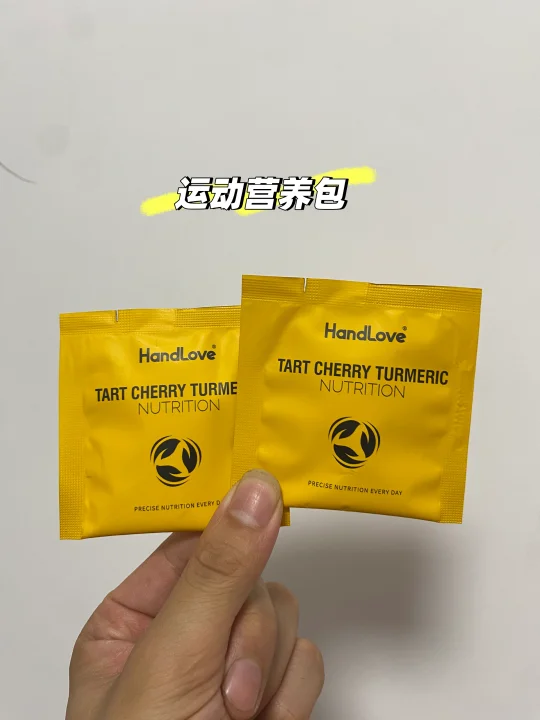 运动营养包
HandLove®
TART CHERRY TURME
NUTRITION
PRECISE NUTRITION EVERY DA
HandLove®
TART CHERRY TURMERIC
NUTRITION
PRECISE NUTRITION EVERY DAY